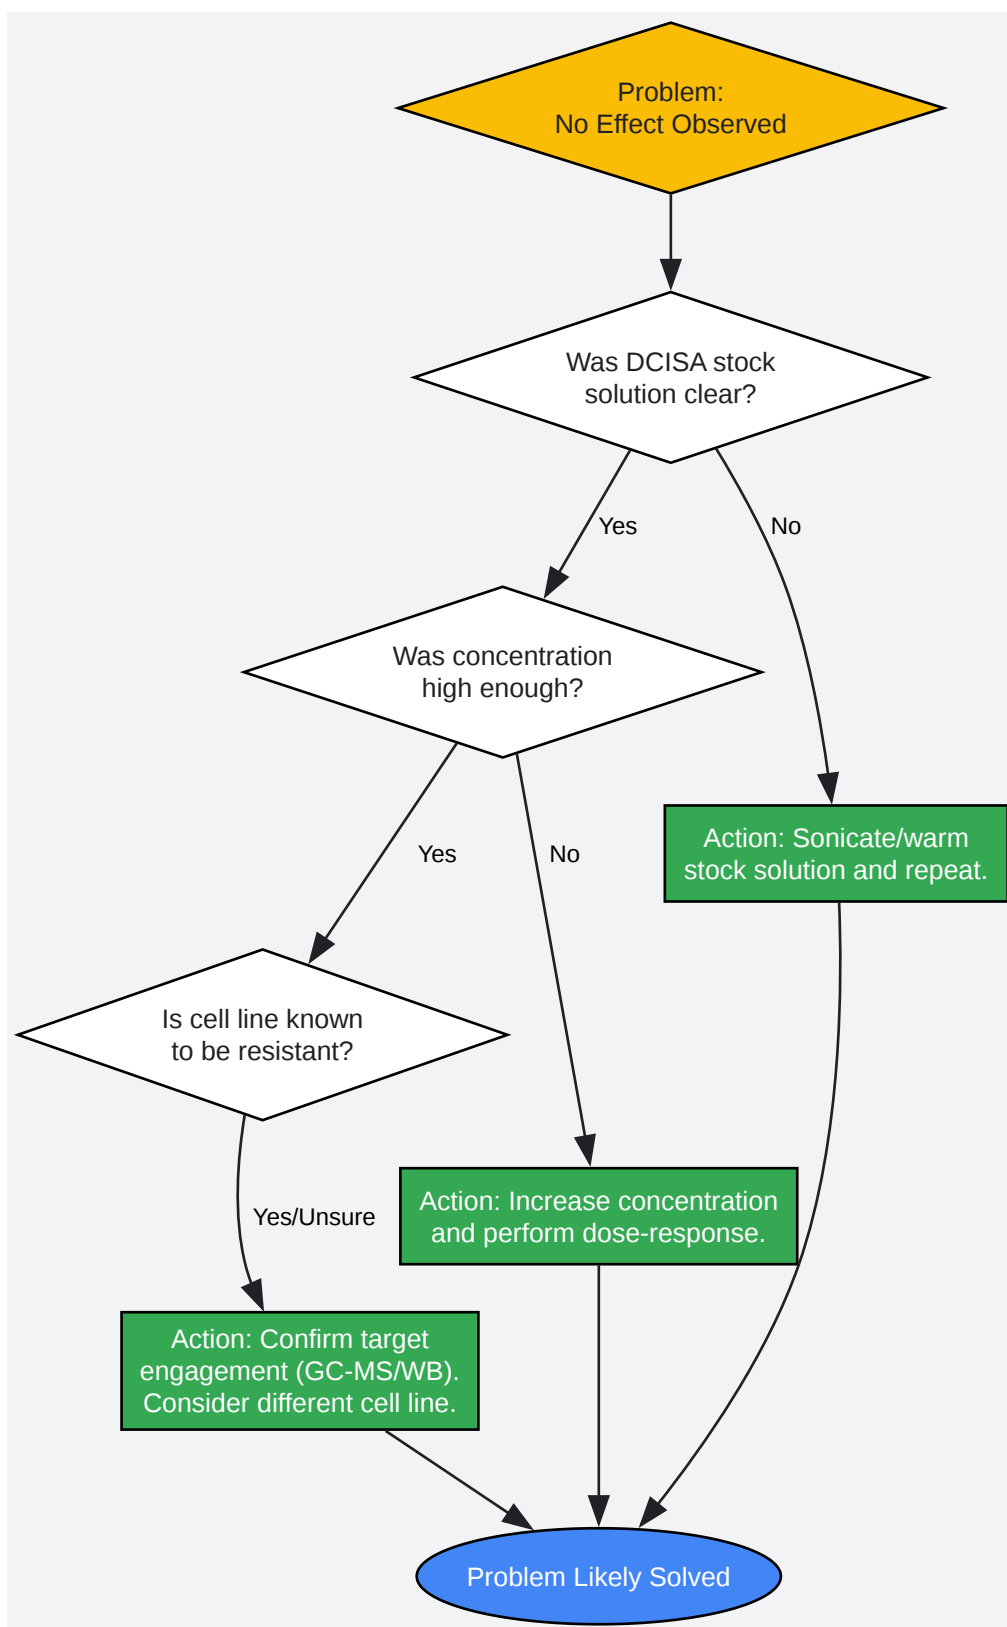 Problem:
No Effect Observed
Was DCISA stock
solution clear?
Yes
No
Was concentration
high enough?
Action: Sonicate/warm
stock solution and repeat.
Yes
No
Is cell line known
to be resistant?
Action: Increase concentration
and perform dose-response.
Yes/Unsure
Action: Confirm target
engagement (GC-MS/WB).
Consider different cell line.
Problem Likely Solved